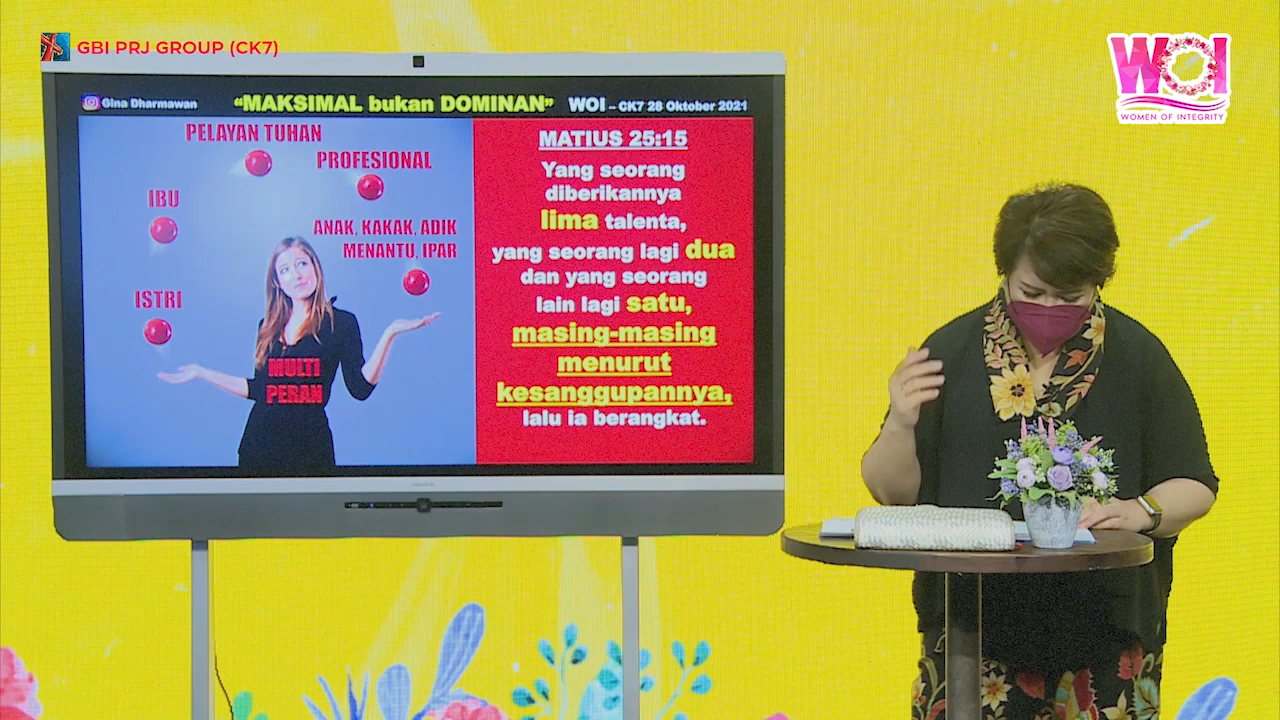 GBI PRJ GROUP (CK7)
WOI
WOMEN OF INTEGRITY
Gina Dharmawan "MAKSIMAL bukan DOMINAN" WOI – CK7 28 Oktober 2021
PELAYAN TUHAN
PROFESIONAL
IBU
ANAK, KAKAK, ADIK
MENANTU, IPAR
ISTRI
MULTI
PERAN
MATIUS 25:15
Yang seorang
diberikannya
lima talenta,
yang seorang lagi dua
dan yang seorang
lain lagi satu,
masing-masing
menurut
kesanggupannya,
lalu ia berangkat.